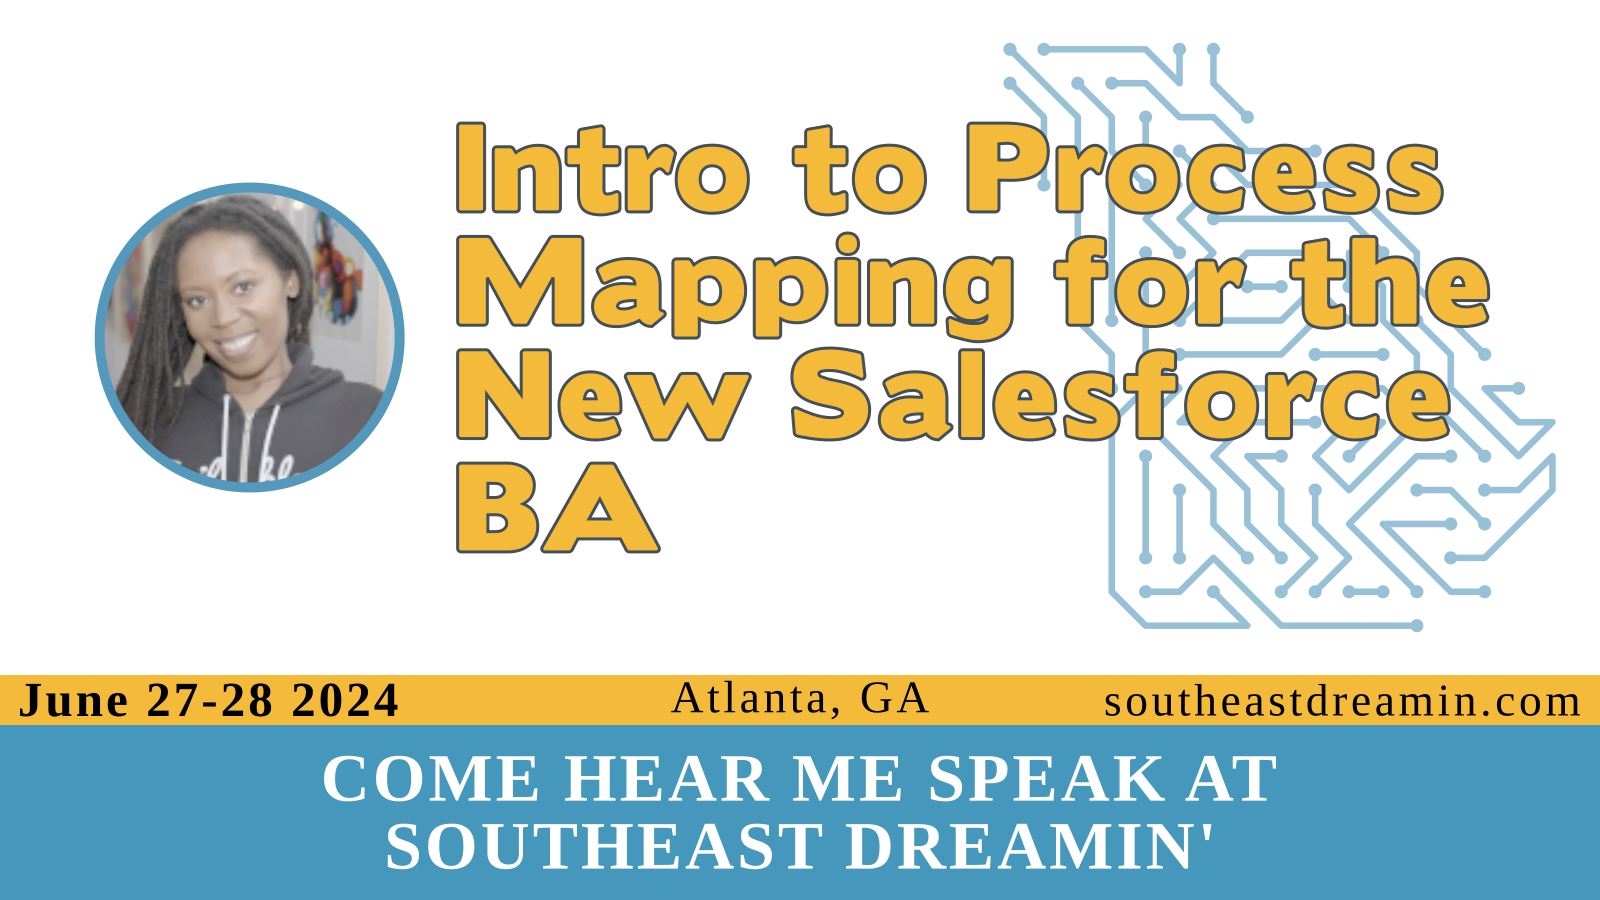 Intro to Process
Mapping for the
New Salesforce
BA
June 27-28 2024
Atlanta, GA
southeastdreamin.com
COME HEAR ME SPEAK AT
SOUTHEAST DREAMIN'